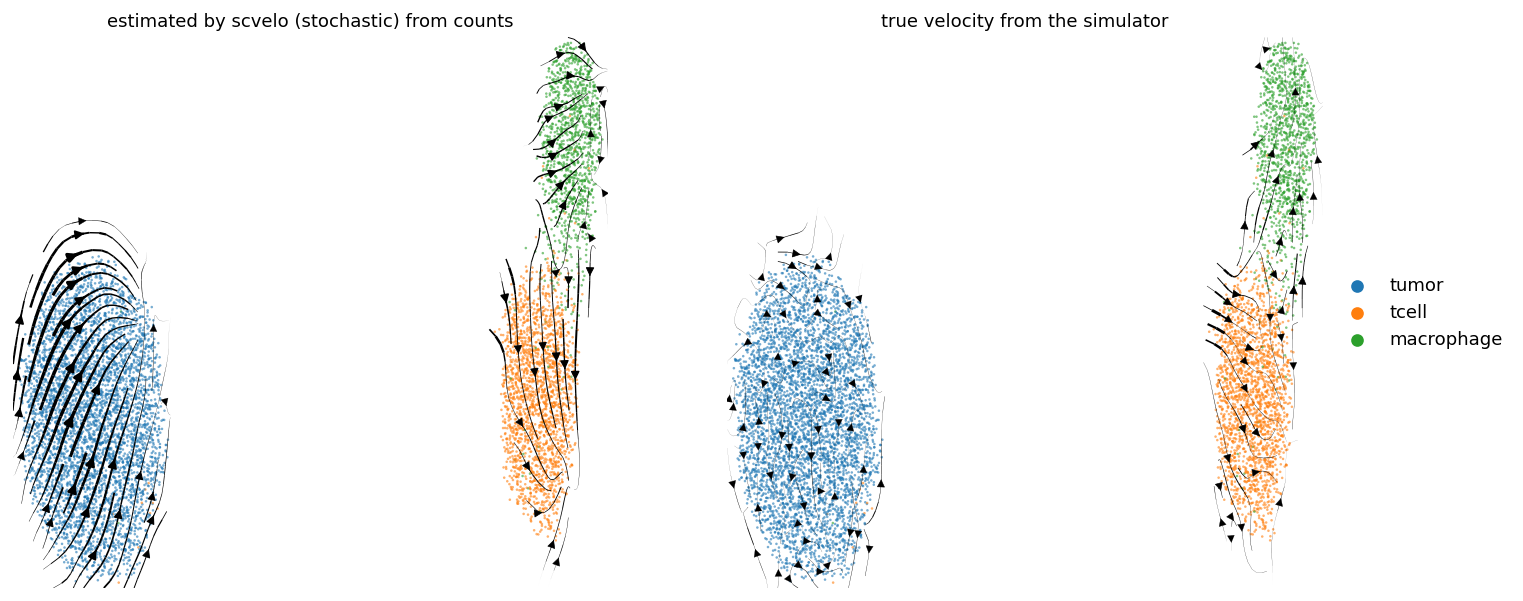 estimated by scvelo (stochastic) from counts
true velocity from the simulator
tumor
tcell
macrophage